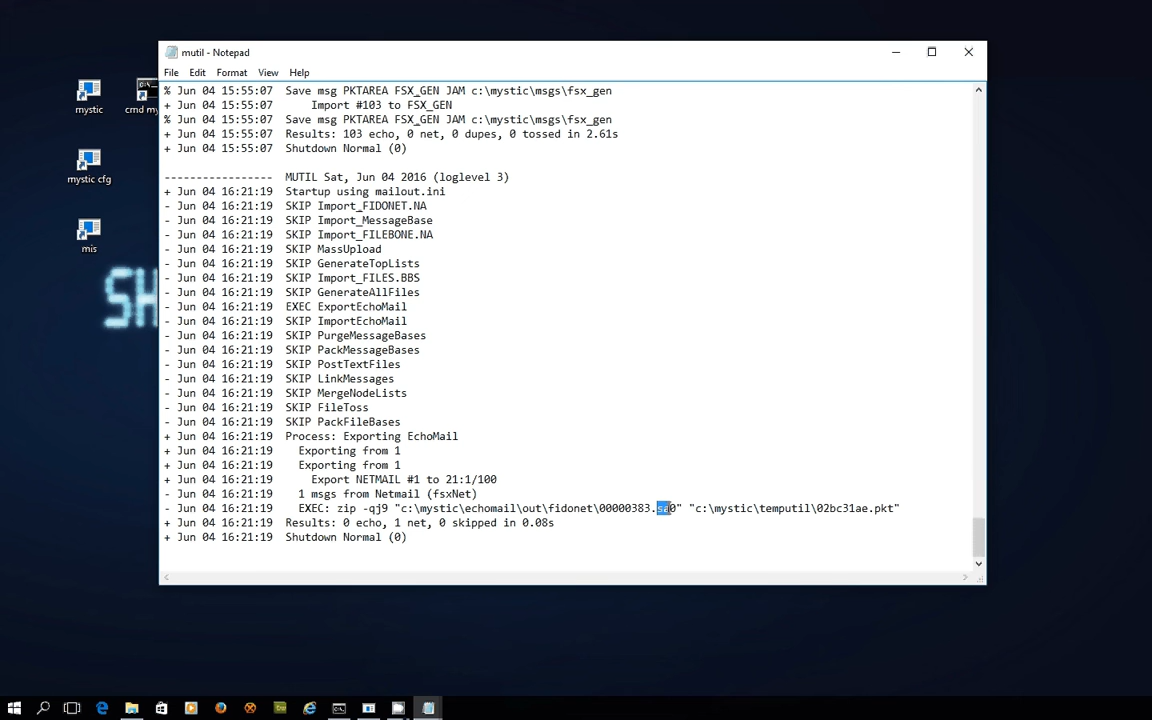 mutil - Notepad
File Edit Format View Help
% Jun 04 15:55:07  Save msg PKTAREA FSX_GEN JAM c:\mystic\msgs\fsx_gen
+ Jun 04 15:55:07      Import #103 to FSX_GEN
% Jun 04 15:55:07  Save msg PKTAREA FSX_GEN JAM c:\mystic\msgs\fsx_gen
+ Jun 04 15:55:07  Results: 103 echo, 0 net, 0 dupes, 0 tossed in 2.61s
+ Jun 04 15:55:07  Shutdown Normal (0)
-----------------  MUTIL Sat, Jun 04 2016 (loglevel 3)
+ Jun 04 16:21:19  Startup using mailout.ini
- Jun 04 16:21:19  SKIP Import_FIDONET.NA
- Jun 04 16:21:19  SKIP Import_MessageBase
- Jun 04 16:21:19  SKIP Import_FILEBONE.NA
- Jun 04 16:21:19  SKIP MassUpload
- Jun 04 16:21:19  SKIP GenerateTopLists
- Jun 04 16:21:19  SKIP Import_FILES.BBS
- Jun 04 16:21:19  SKIP GenerateAllFiles
- Jun 04 16:21:19  EXEC ExportEchoMail
- Jun 04 16:21:19  SKIP ImportEchoMail
- Jun 04 16:21:19  SKIP PurgeMessageBases
- Jun 04 16:21:19  SKIP PackMessageBases
- Jun 04 16:21:19  SKIP PostTextFiles
- Jun 04 16:21:19  SKIP LinkMessages
- Jun 04 16:21:19  SKIP MergeNodeLists
- Jun 04 16:21:19  SKIP FileToss
- Jun 04 16:21:19  SKIP PackFileBases
+ Jun 04 16:21:19  Process: Exporting EchoMail
+ Jun 04 16:21:19    Exporting from 1
+ Jun 04 16:21:19    Exporting from 1
+ Jun 04 16:21:19      Export NETMAIL #1 to 21:1/100
- Jun 04 16:21:19    1 msgs from Netmail (fsxNet)
- Jun 04 16:21:19    EXEC: zip -qj9 "c:\mystic\echomail\out\fidonet\00000383.sa0" "c:\mystic\temputil\02bc31ae.pkt"
+ Jun 04 16:21:19  Results: 0 echo, 1 net, 0 skipped in 0.08s
+ Jun 04 16:21:19  Shutdown Normal (0)
mystic
cmd my
mystic cfg
mis
SH